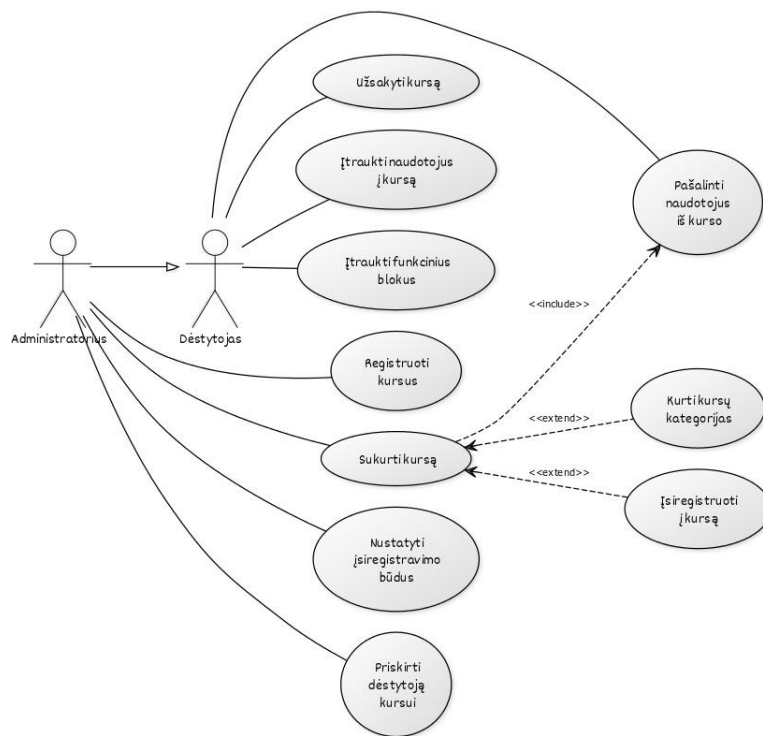 Užsakyti kursą
Įtraukti naudotojus
į kursą
Pašalinti
naudotojus
iš kurso
Įtraukti funkcinius
blokus
<<include>>
Administratorius
Dėstytojas
Registruoti
kursus
Kurti kursų
kategorijas
<<extend>>
Sukurti kursą
<<extend>>
Įsiregistruoti
į kursą
Nustatyti
įsiregistravimo
būdus
Priskirti
dėstytoją
kursui